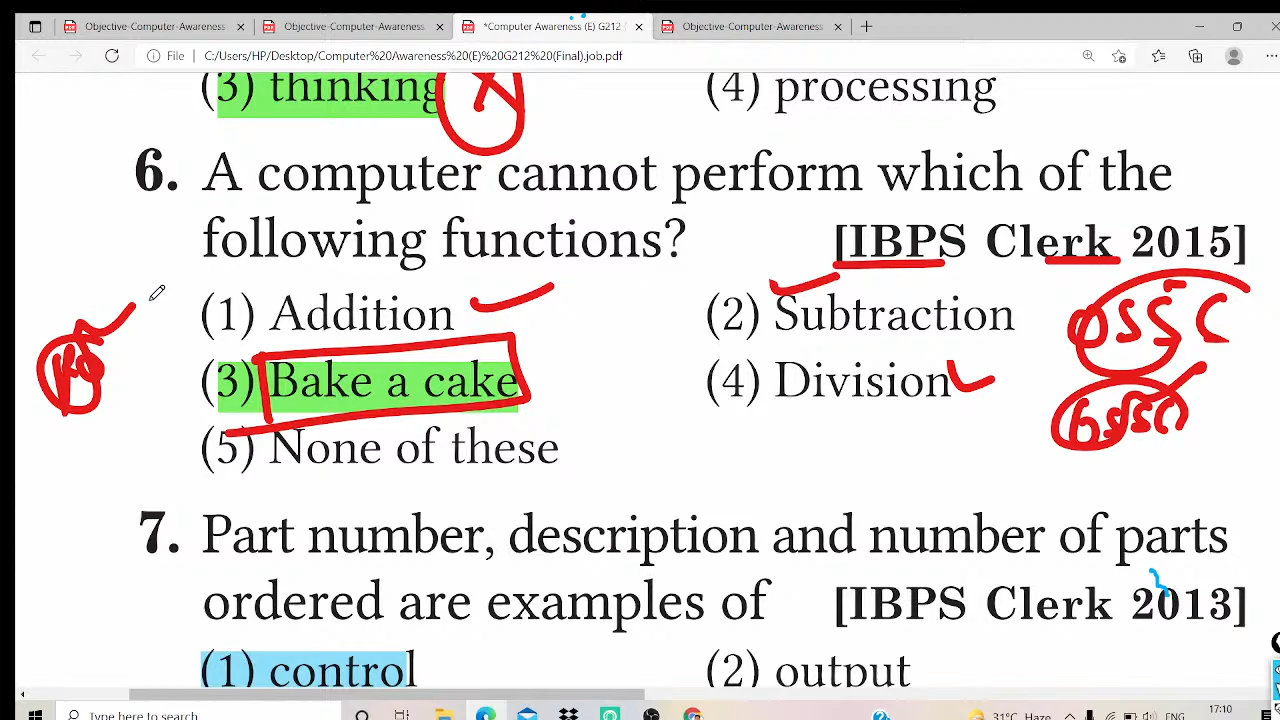 Objective-Computer-Awareness
Objective-Computer-Awareness
*Computer Awareness (E) G212
Objective-Computer-Awareness
File
C:/Users/HP/Desktop/Computer%20Awareness%20(E)%20G212%20(Final).job.pdf
(3) thinking
(4) processing
6. A computer cannot perform which of the
following functions? [IBPS Clerk 2015]
(1) Addition
(2) Subtraction
OSSC
(3) Bake a cake
(4) Division
(5) None of these
7. Part number, description and number of parts
ordered are examples of [IBPS Clerk 2013]
(1) control
(2) output
Type here to search
31°C Haze
17:10